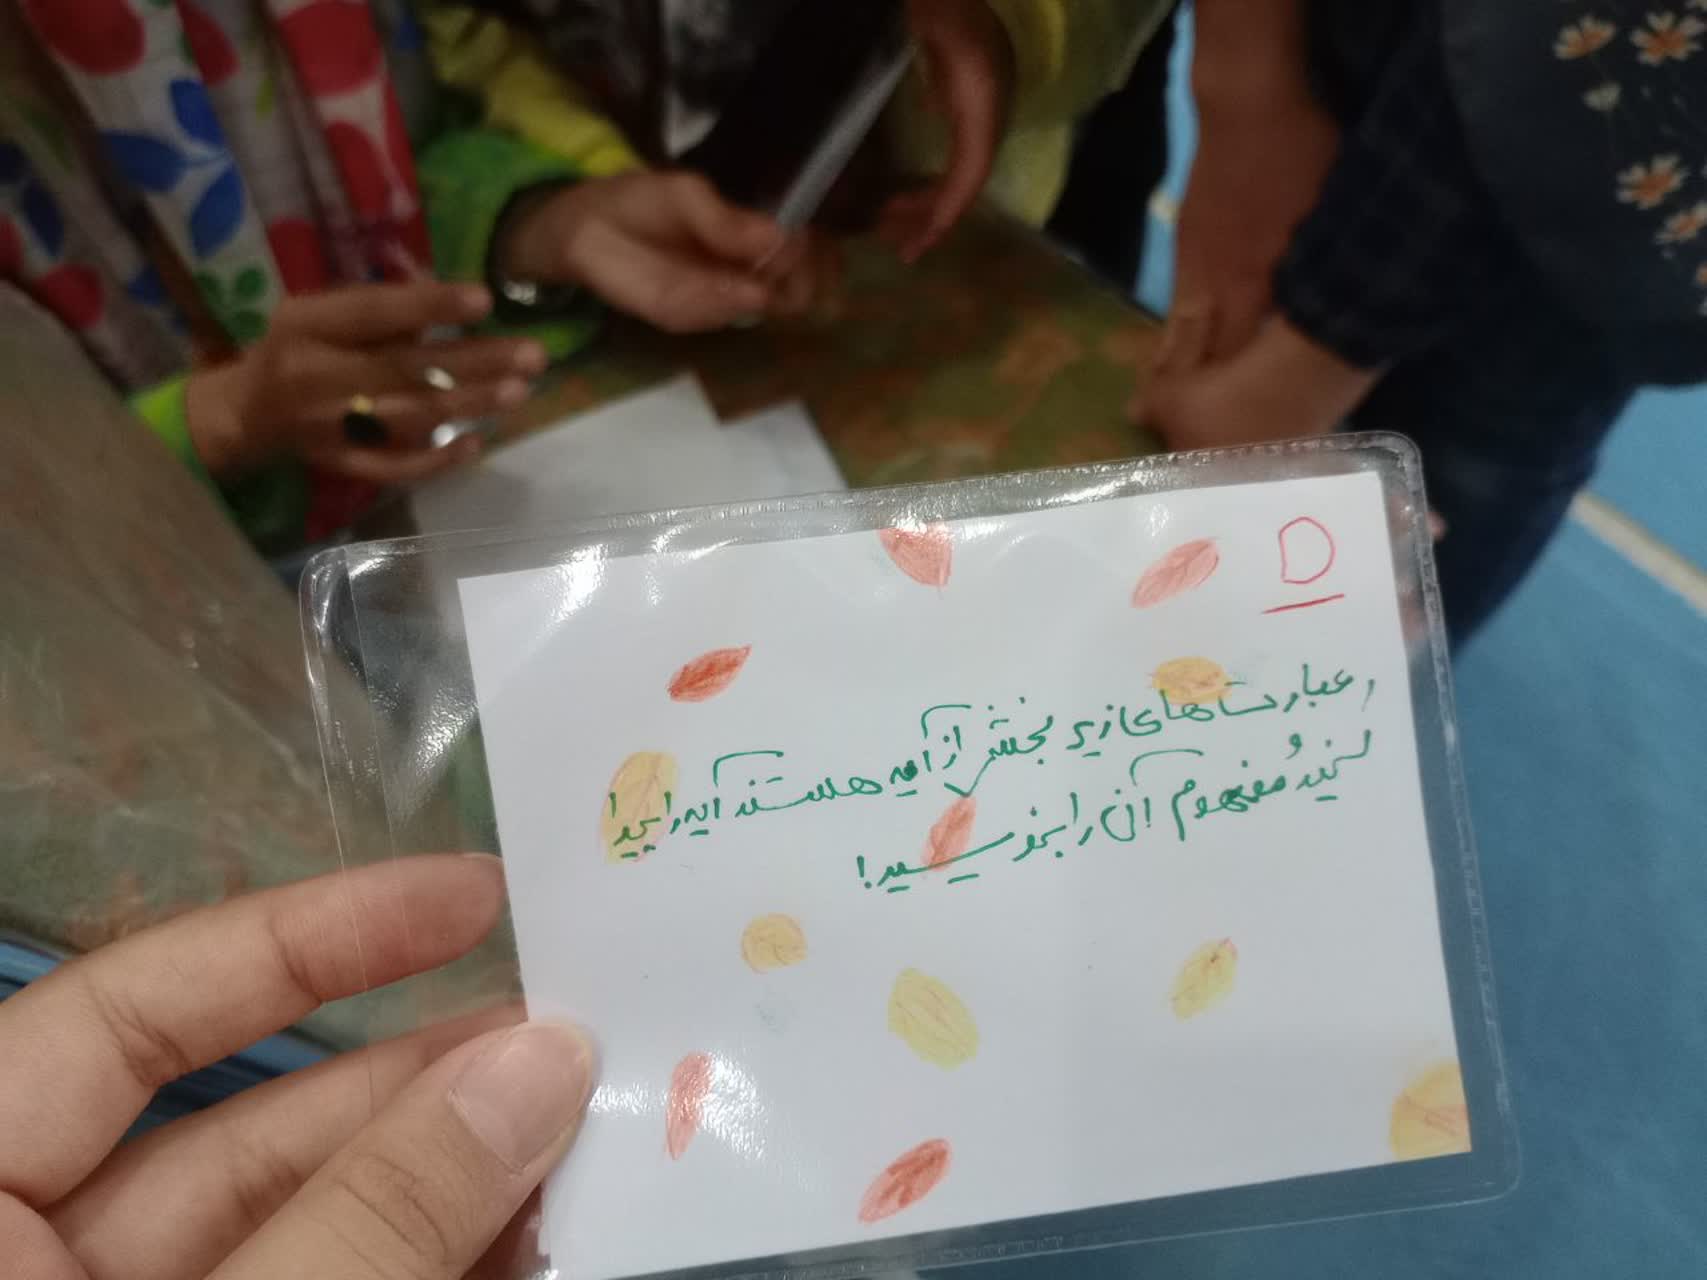 D
عبارت‌های زیر بخشی از آیه هستند آیه را پیدا
کنید و مفهوم آن را بنویسید!